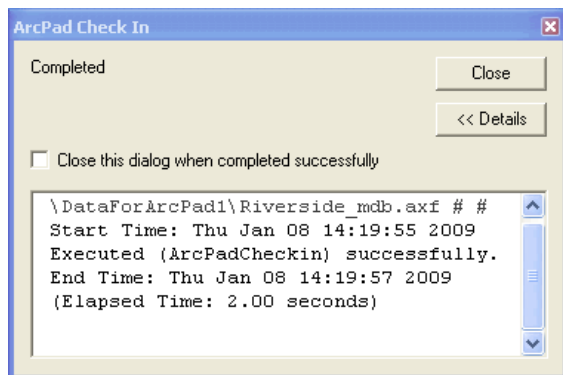 ArcPad Check In
Completed
Close
<< Details
Close this dialog when completed successfully
\DataForArcPad1\Riverside_mdb.axf # #
Start Time: Thu Jan 08 14:19:55 2009
Executed (ArcPadCheckin) successfully.
End Time: Thu Jan 08 14:19:57 2009
(Elapsed Time: 2.00 seconds)